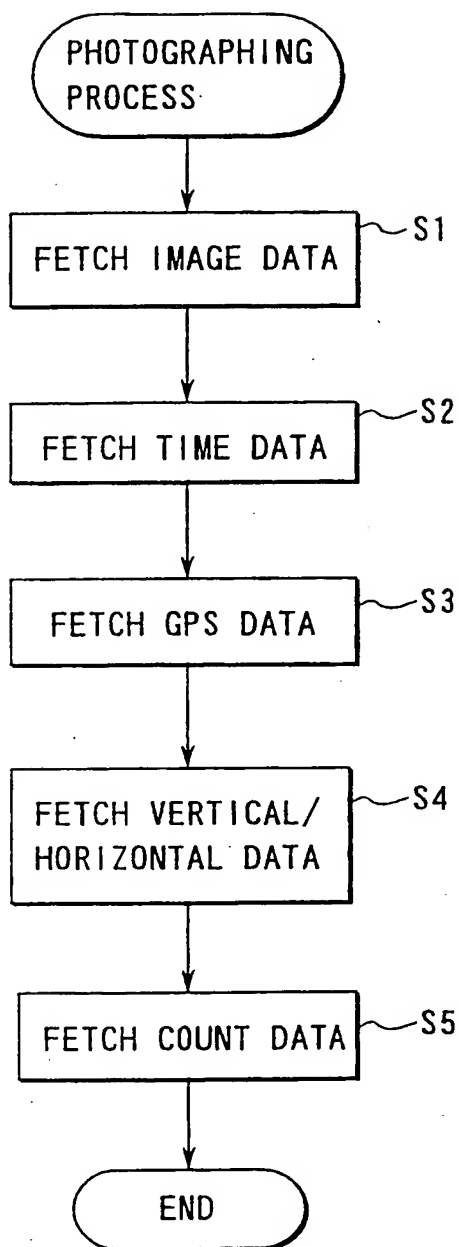 PHOTOGRAPHING
PROCESS
S1
FETCH IMAGE DATA
S2
FETCH TIME DATA
S3
FETCH GPS DATA
S4
FETCH VERTICAL/
HORIZONTAL DATA
S5
FETCH COUNT DATA
END